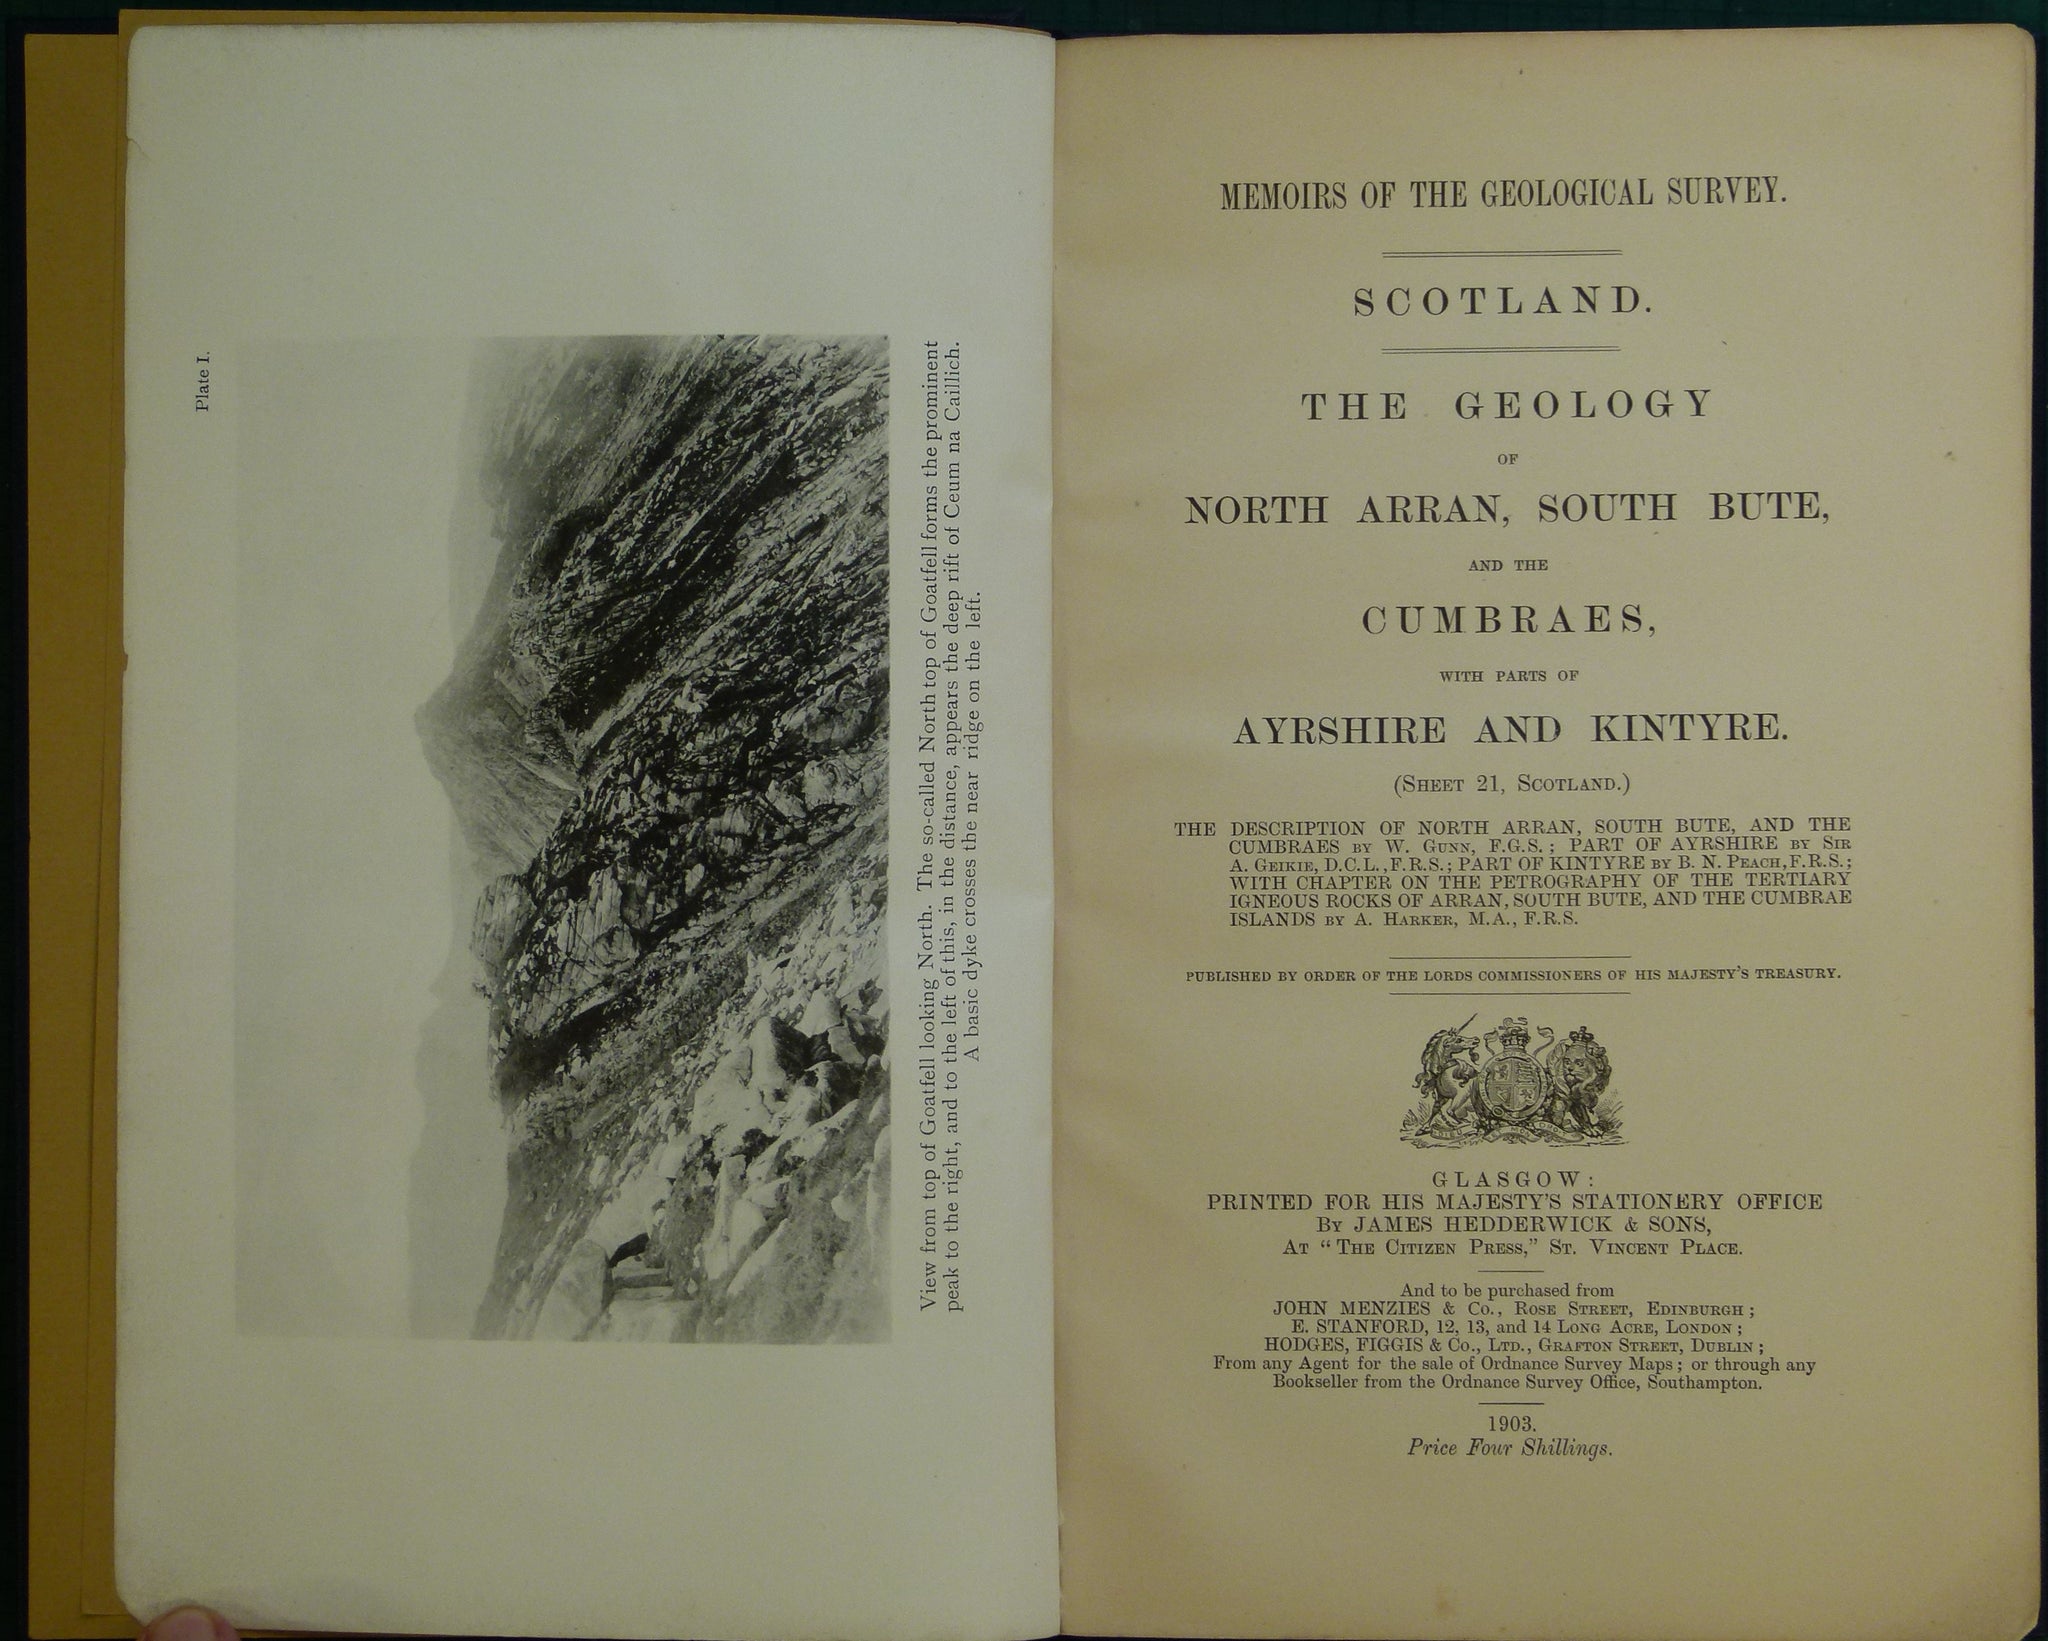 Plate I.
View from top of Goatfell looking North. The so-called North top of Goatfell forms the prominent
peak to the right, and to the left of this, in the distance, appears the deep rift of Ceum na Caillich.
A basic dyke crosses the near ridge on the left.
MEMOIRS OF THE GEOLOGICAL SURVEY.
SCOTLAND.
THE GEOLOGY
OF
NORTH ARRAN, SOUTH BUTE,
AND THE
CUMBRAES,
WITH PARTS OF
AYRSHIRE AND KINTYRE.
(SHEET 21, SCOTLAND.)
THE DESCRIPTION OF NORTH ARRAN, SOUTH BUTE, AND THE
CUMBRAES BY W. GUNN, F.G.S.; PART OF AYRSHIRE BY SIR
A. GEIKIE, D.C.L., F.R.S.; PART OF KINTYRE BY B. N. PEACH, F.R.S.;
WITH CHAPTER ON THE PETROGRAPHY OF THE TERTIARY
IGNEOUS ROCKS OF ARRAN, SOUTH BUTE, AND THE CUMBRAE
ISLANDS BY A. HARKER, M.A., F.R.S.
PUBLISHED BY ORDER OF THE LORDS COMMISSIONERS OF HIS MAJESTY'S TREASURY.
GLASGOW:
PRINTED FOR HIS MAJESTY'S STATIONERY OFFICE
BY JAMES HEDDERWICK & SONS,
AT "THE CITIZEN PRESS," ST. VINCENT PLACE.
And to be purchased from
JOHN MENZIES & Co., ROSE STREET, EDINBURGH;
E. STANFORD, 12, 13, and 14 LONG ACRE, LONDON;
HODGES, FIGGIS & Co., LTD., GRAFTON STREET, DUBLIN;
From any Agent for the sale of Ordnance Survey Maps; or through any
Bookseller from the Ordnance Survey Office, Southampton.
1903.
Price Four Shillings.